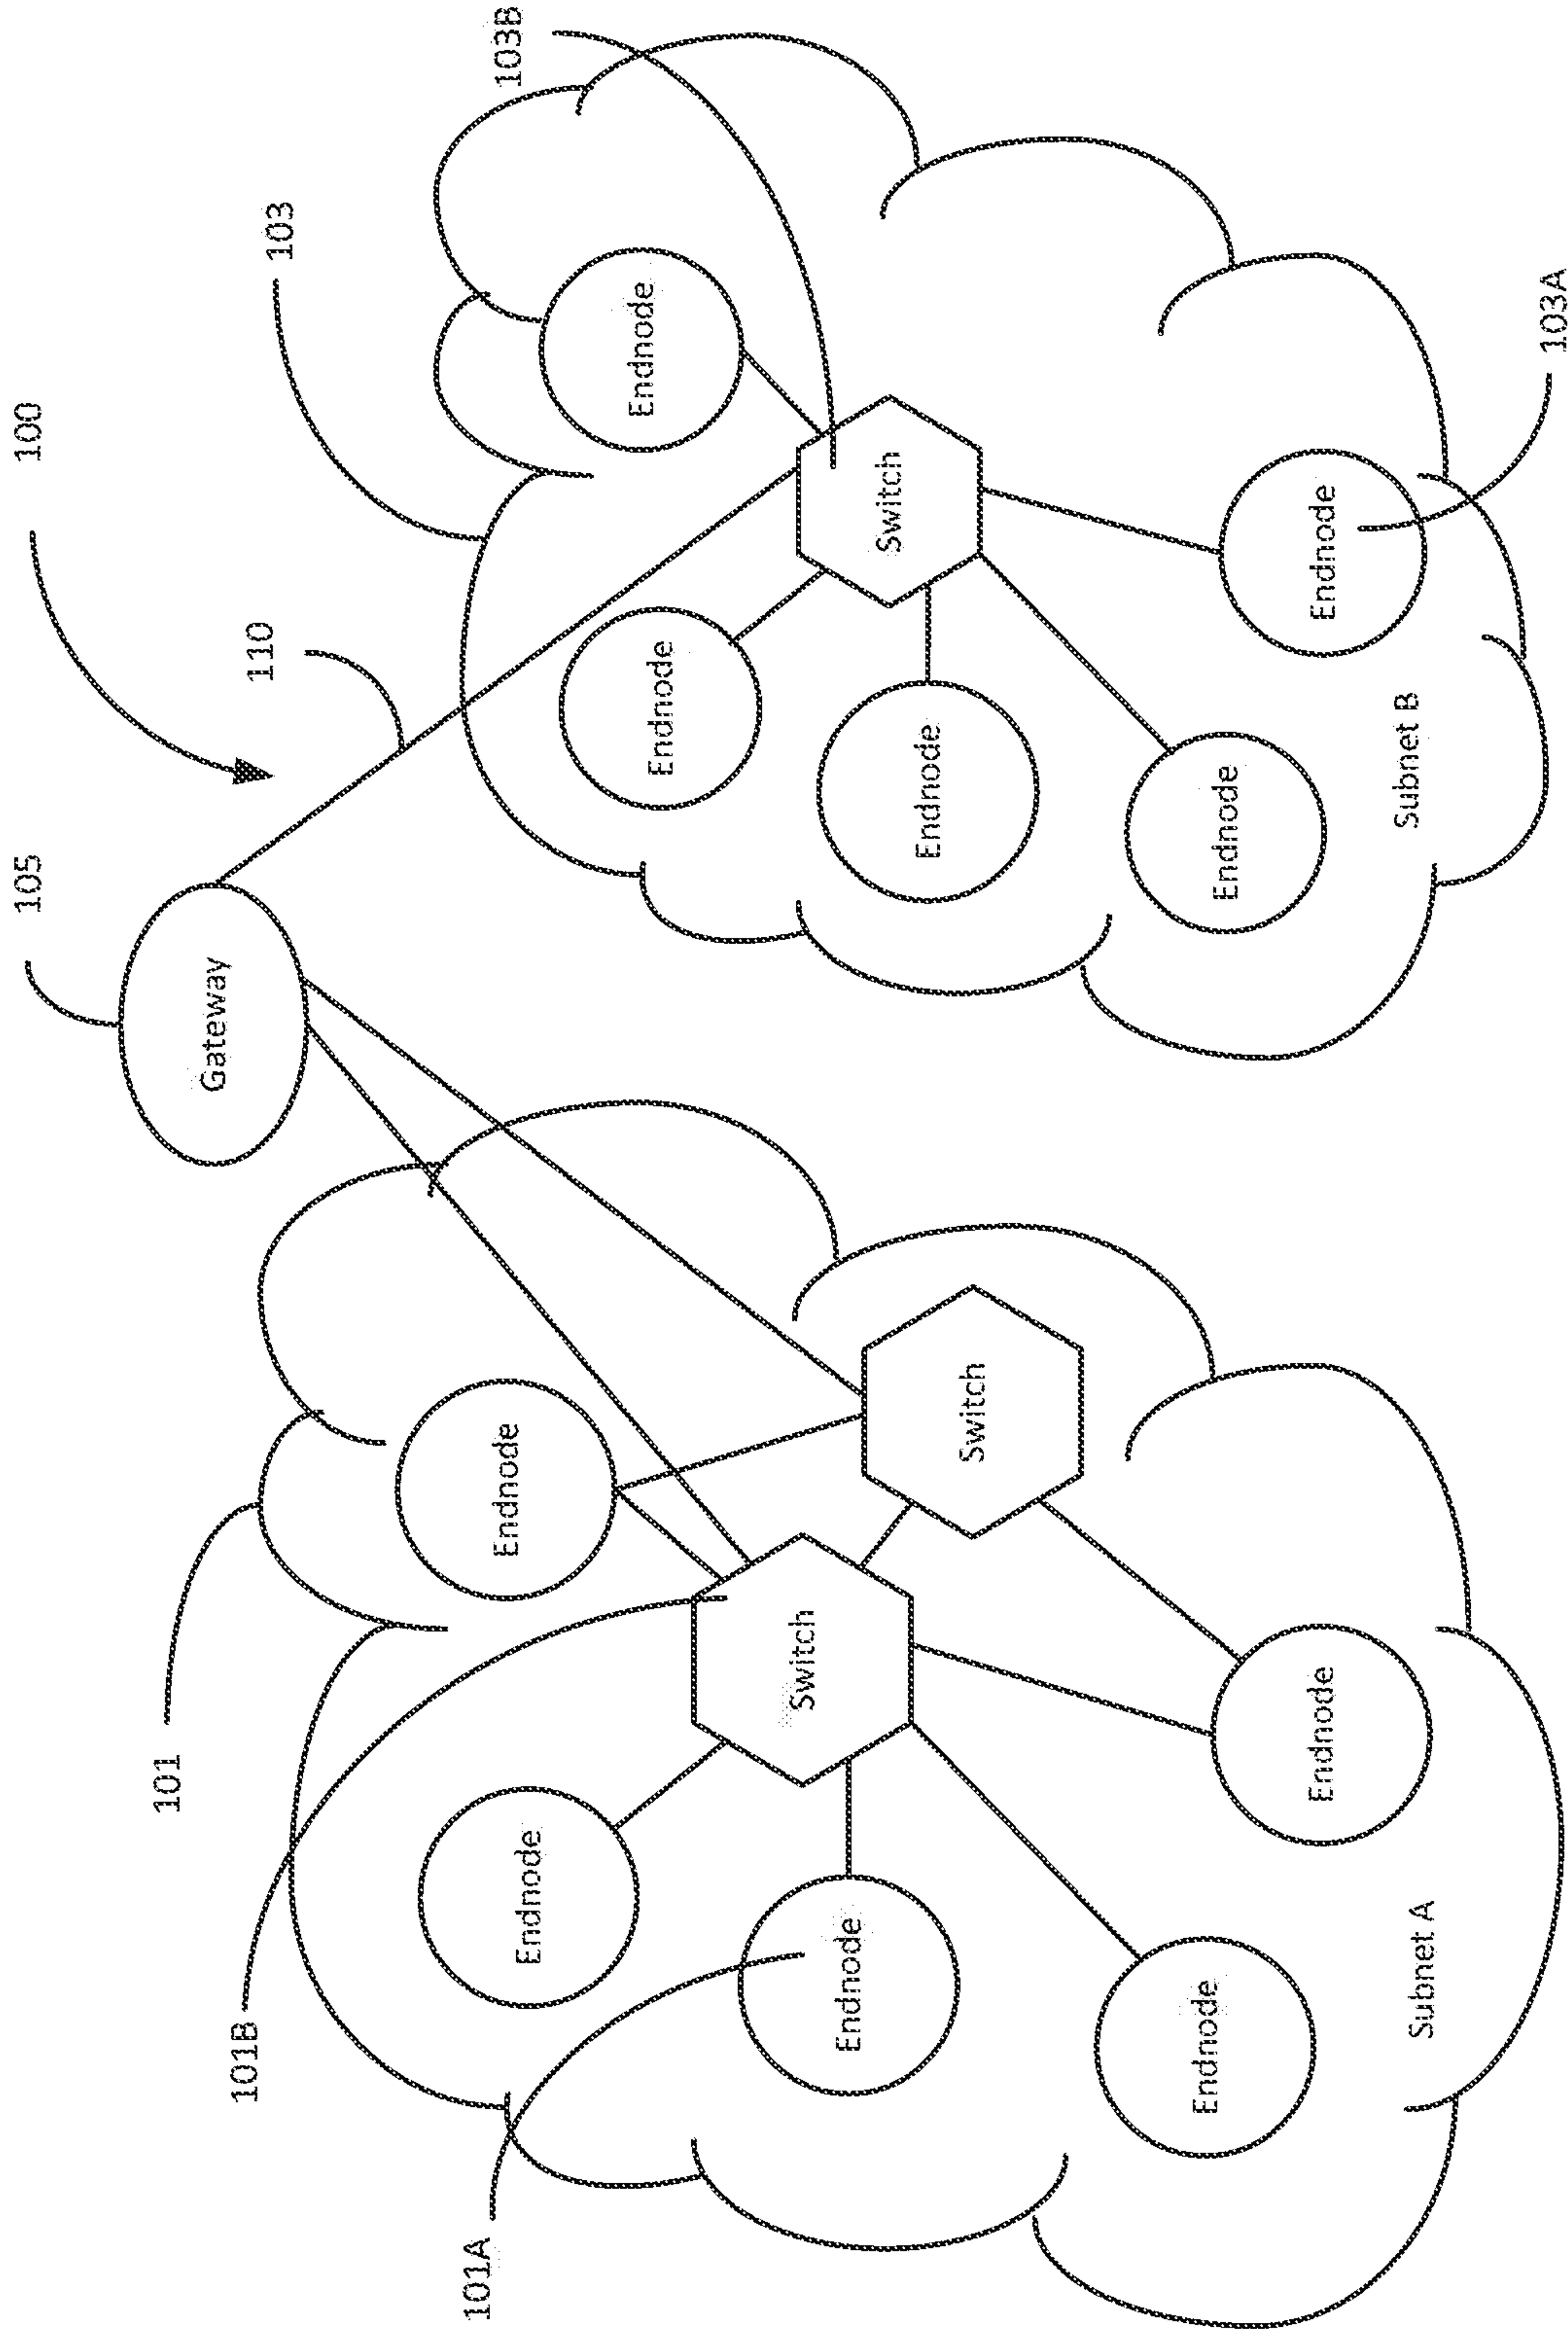 100
105
Gateway
110
103
103B
101
101B
101A
Endnode
Endnode
Endnode
Endnode
Endnode
Switch
Switch
Subnet A
Endnode
Endnode
Endnode
Endnode
Endnode
Switch
Subnet B
103A